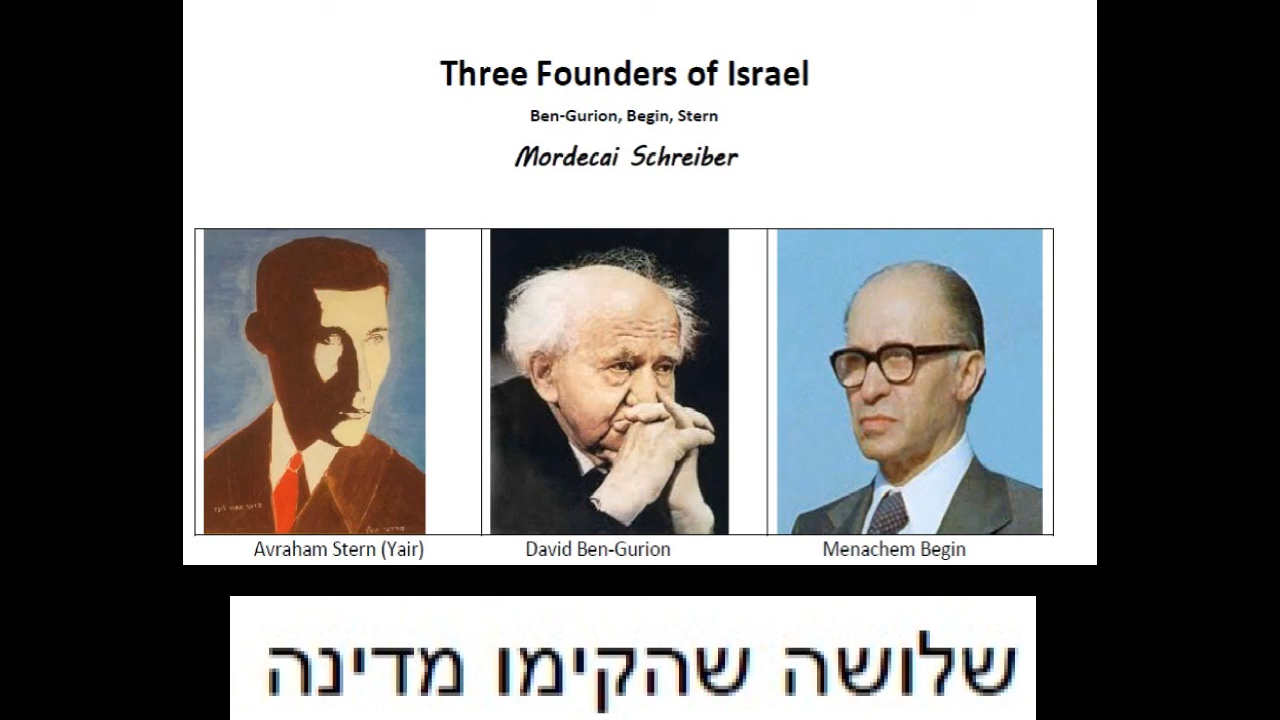 Three Founders of Israel
Ben-Gurion, Begin, Stern
Mordecai Schreiber
Avraham Stern (Yair)
David Ben-Gurion
Menachem Begin
שלושה שהקימו מדינה